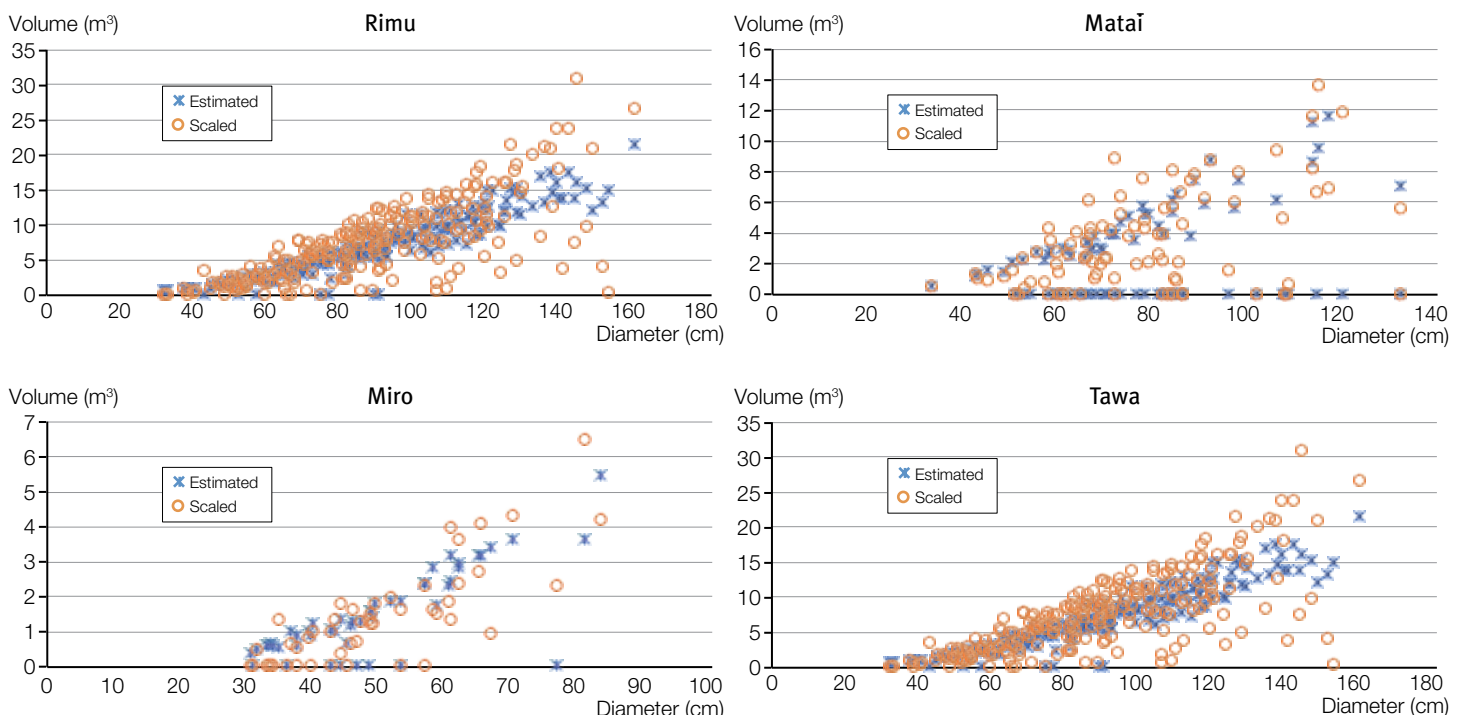 Volume (m³)
Rimu
35
30
25
20
15
10
5
0
Estimated
Scaled
0 20 40 60 80 100 120 140 160 180
Diameter (cm)
Volume (m³)
Mataī
16
14
12
10
8
6
4
2
0
Estimated
Scaled
0 20 40 60 80 100 120 140
Diameter (cm)
Volume (m³)
Miro
7
6
5
4
3
2
1
0
Estimated
Scaled
0 10 20 30 40 50 60 70 80 90 100
Diameter (cm)
Volume (m³)
Tawa
35
30
25
20
15
10
5
0
Estimated
Scaled
0 20 40 60 80 100 120 140 160 180
Diameter (cm)